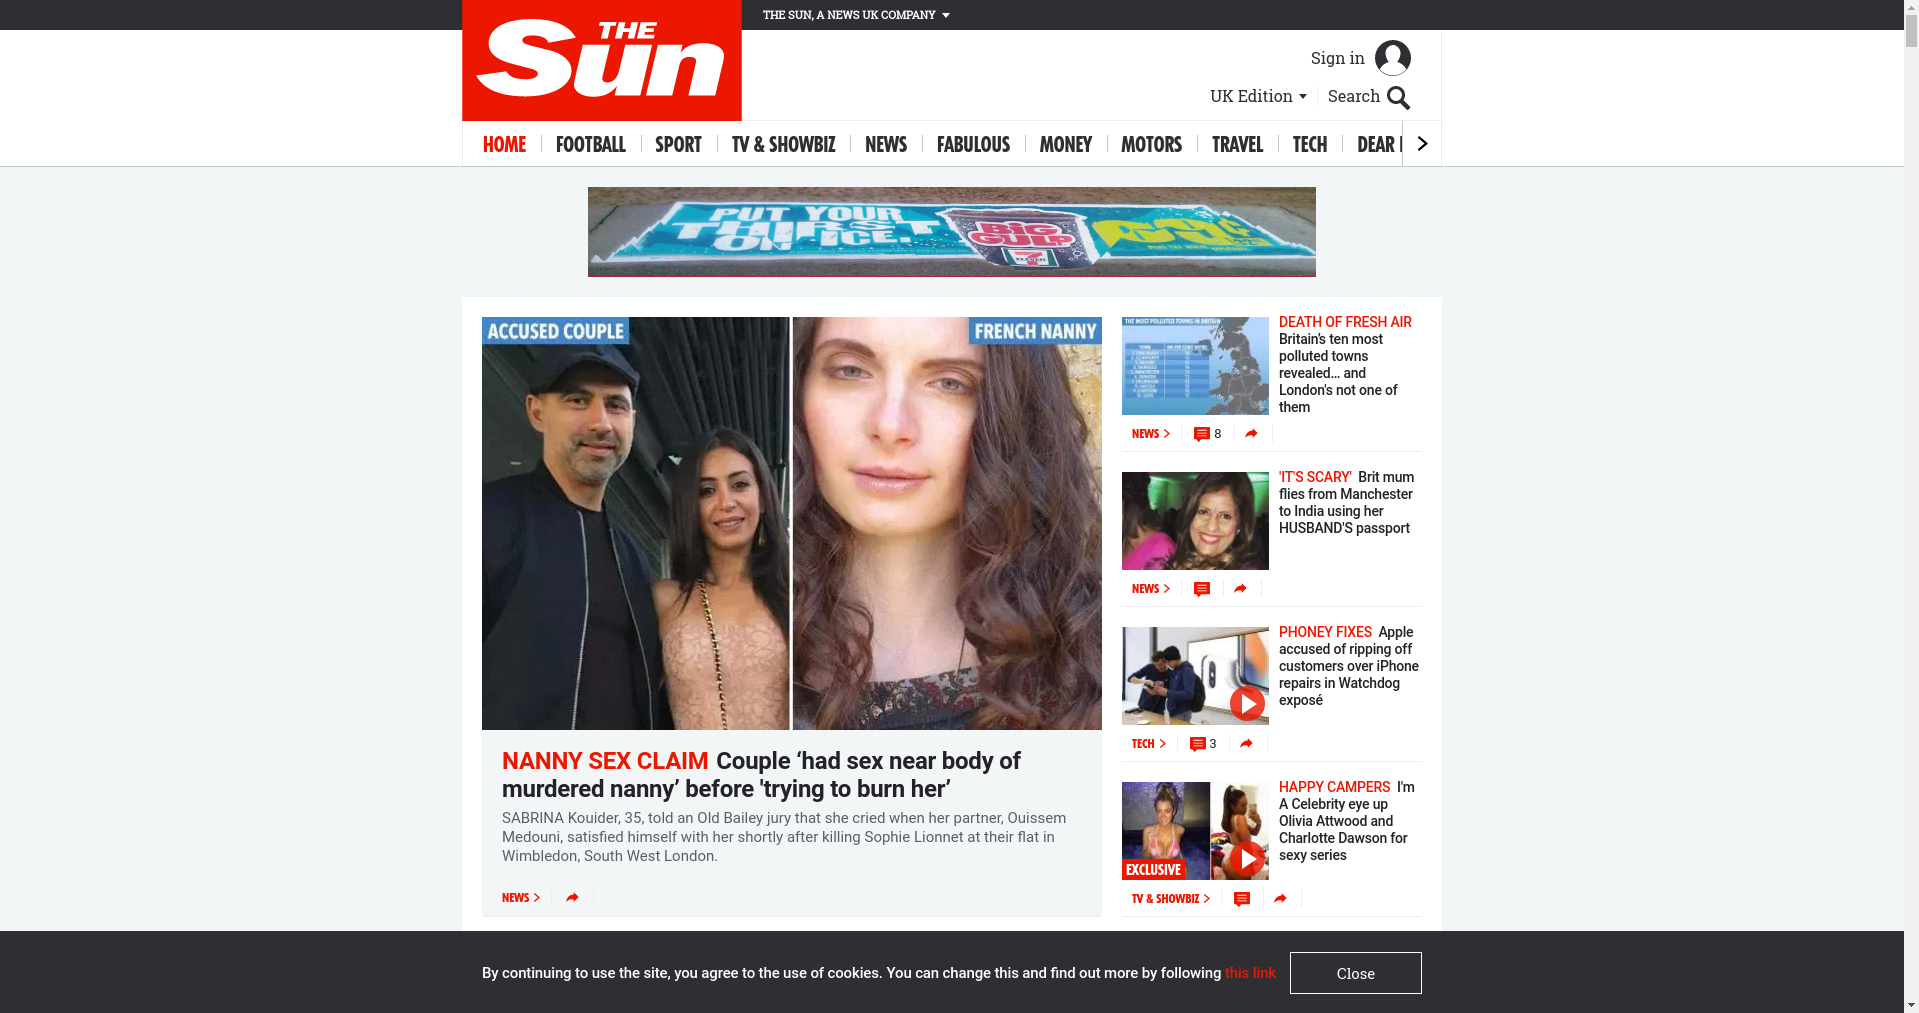 THE SUN, A NEWS UK COMPANY
THE
Sun
Sign in
UK Edition
Search
HOME
FOOTBALL
SPORT
TV & SHOWBIZ
NEWS
FABULOUS
MONEY
MOTORS
TRAVEL
TECH
DEAR
PUT YOUR
THIRST
ON ICE.
BIG
GULP
ACCUSED COUPLE
FRENCH NANNY
NANNY SEX CLAIM Couple ‘had sex near body of
murdered nanny’ before 'trying to burn her’
SABRINA Kouider, 35, told an Old Bailey jury that she cried when her partner, Ouissem
Medouni, satisfied himself with her shortly after killing Sophie Lionnet at their flat in
Wimbledon, South West London.
NEWS
THE MOST POLLUTED TOWNS IN BRITAIN
DEATH OF FRESH AIR
Britain’s ten most
polluted towns
revealed... and
London's not one of
them
NEWS
8
'IT'S SCARY' Brit mum
flies from Manchester
to India using her
HUSBAND'S passport
NEWS
PHONEY FIXES Apple
accused of ripping off
customers over iPhone
repairs in Watchdog
exposé
TECH
3
EXCLUSIVE
HAPPY CAMPERS I'm
A Celebrity eye up
Olivia Attwood and
Charlotte Dawson for
sexy series
TV & SHOWBIZ
By continuing to use the site, you agree to the use of cookies. You can change this and find out more by following this link
Close